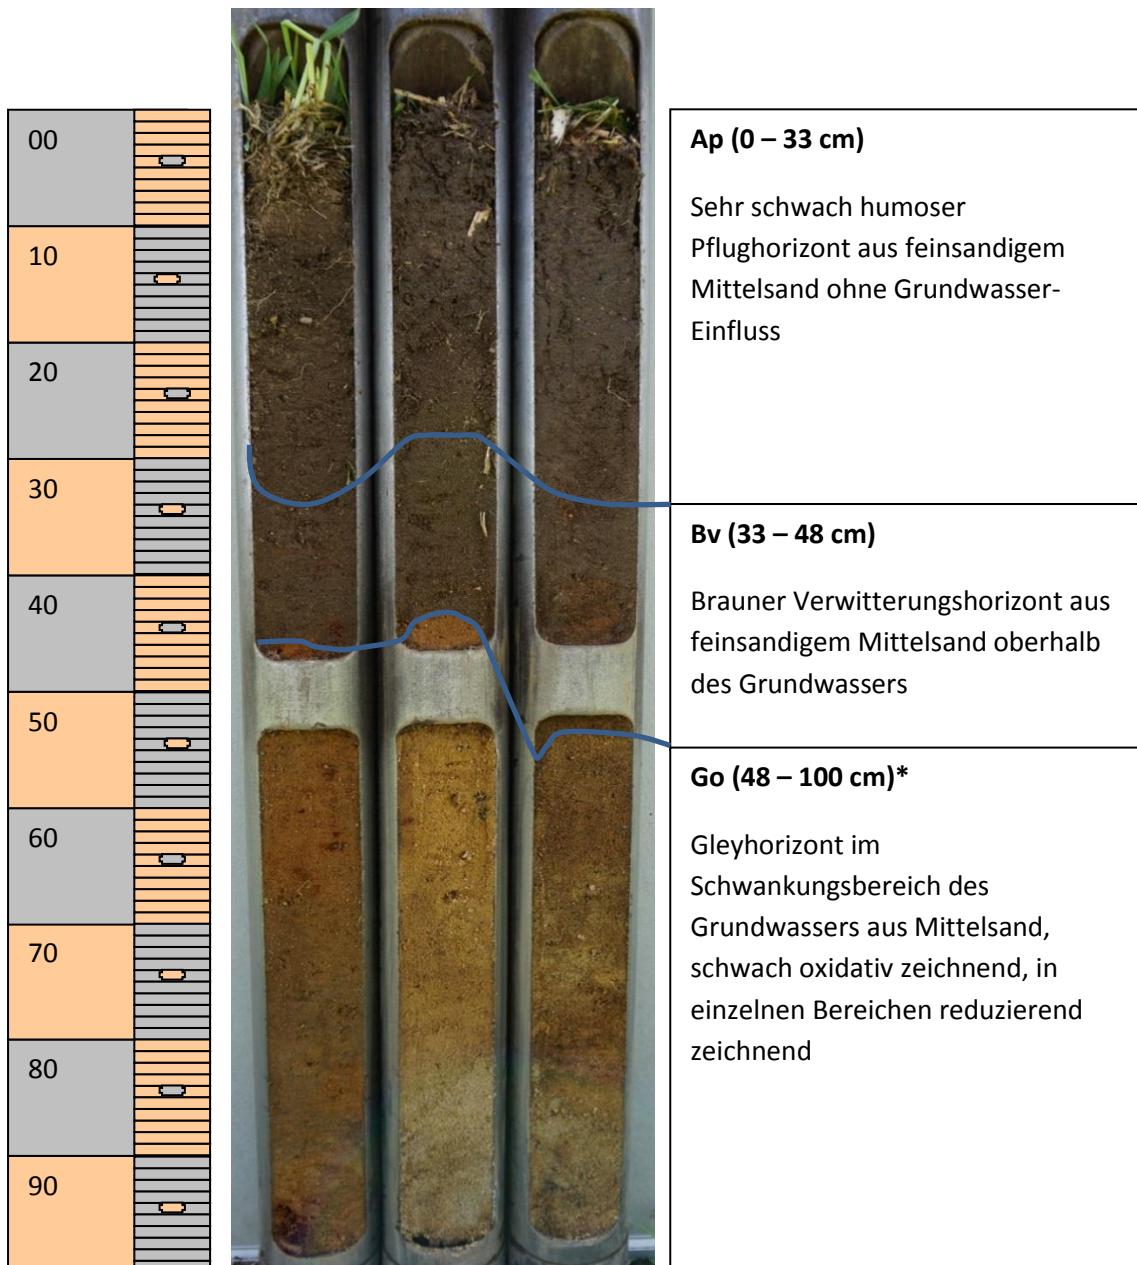 00
10
20
30
40
50
60
70
80
90
Ap (0 – 33 cm)
Sehr schwach humoser
Pflughorizont aus feinsandigem
Mittelsand ohne Grundwasser-
Einfluss
Bv (33 – 48 cm)
Brauner Verwitterungshorizont aus
feinsandigem Mittelsand oberhalb
des Grundwassers
Go (48 – 100 cm)*
Gleyhorizont im
Schwankungsbereich des
Grundwassers aus Mittelsand,
schwach oxidativ zeichnend, in
einzelnen Bereichen reduzierend
zeichnend